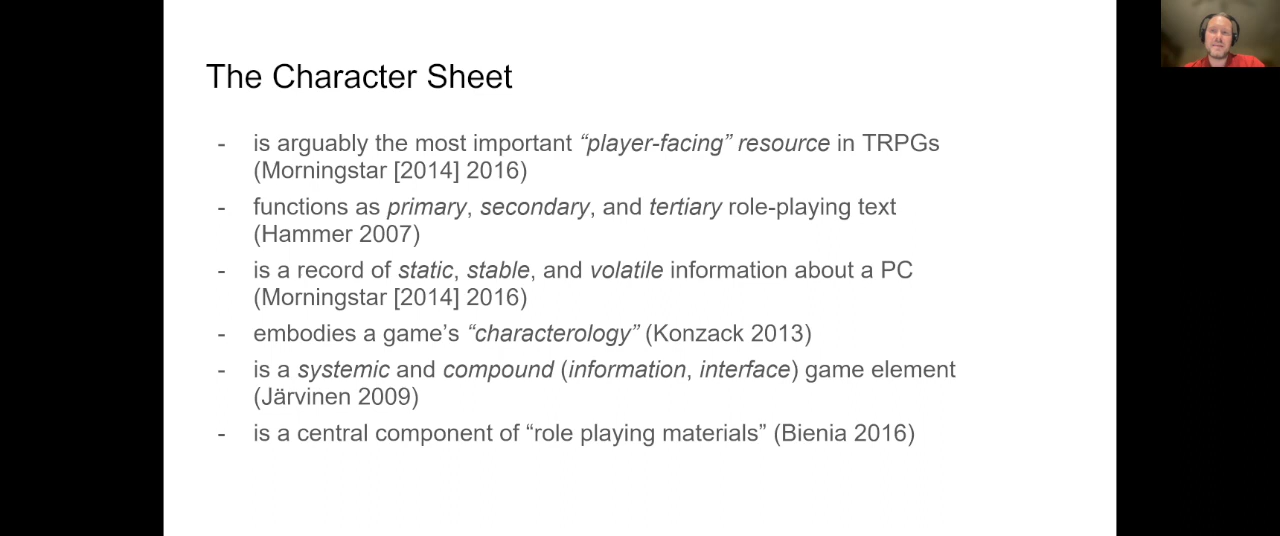 The Character Sheet
- is arguably the most important “player-facing” resource in TRPGs
(Morningstar [2014] 2016)
- functions as primary, secondary, and tertiary role-playing text
(Hammer 2007)
- is a record of static, stable, and volatile information about a PC
(Morningstar [2014] 2016)
- embodies a game’s “characterology” (Konzack 2013)
- is a systemic and compound (information, interface) game element
(Järvinen 2009)
- is a central component of “role playing materials” (Bienia 2016)